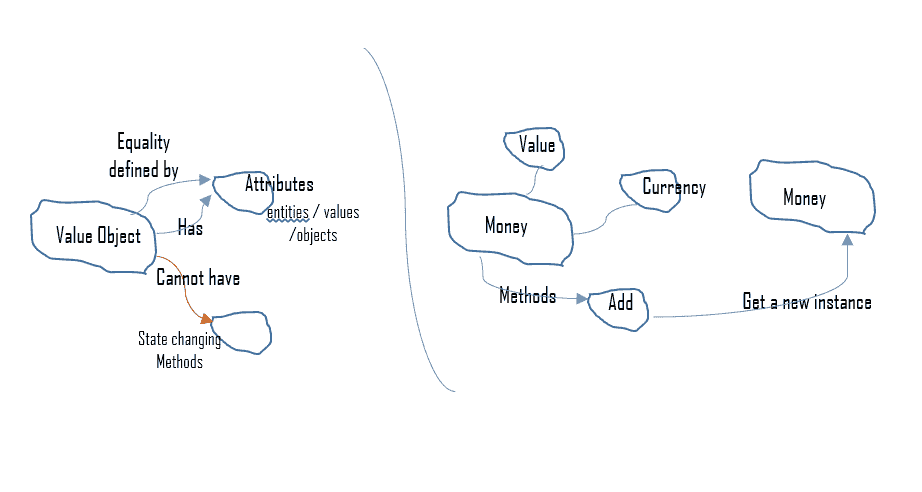 Equality
defined by
Attributes
entities / values
/objects
Has
Value Object
Cannot have
State changing
Methods
Value
Currency
Money
Money
Methods
Add
Get a new instance